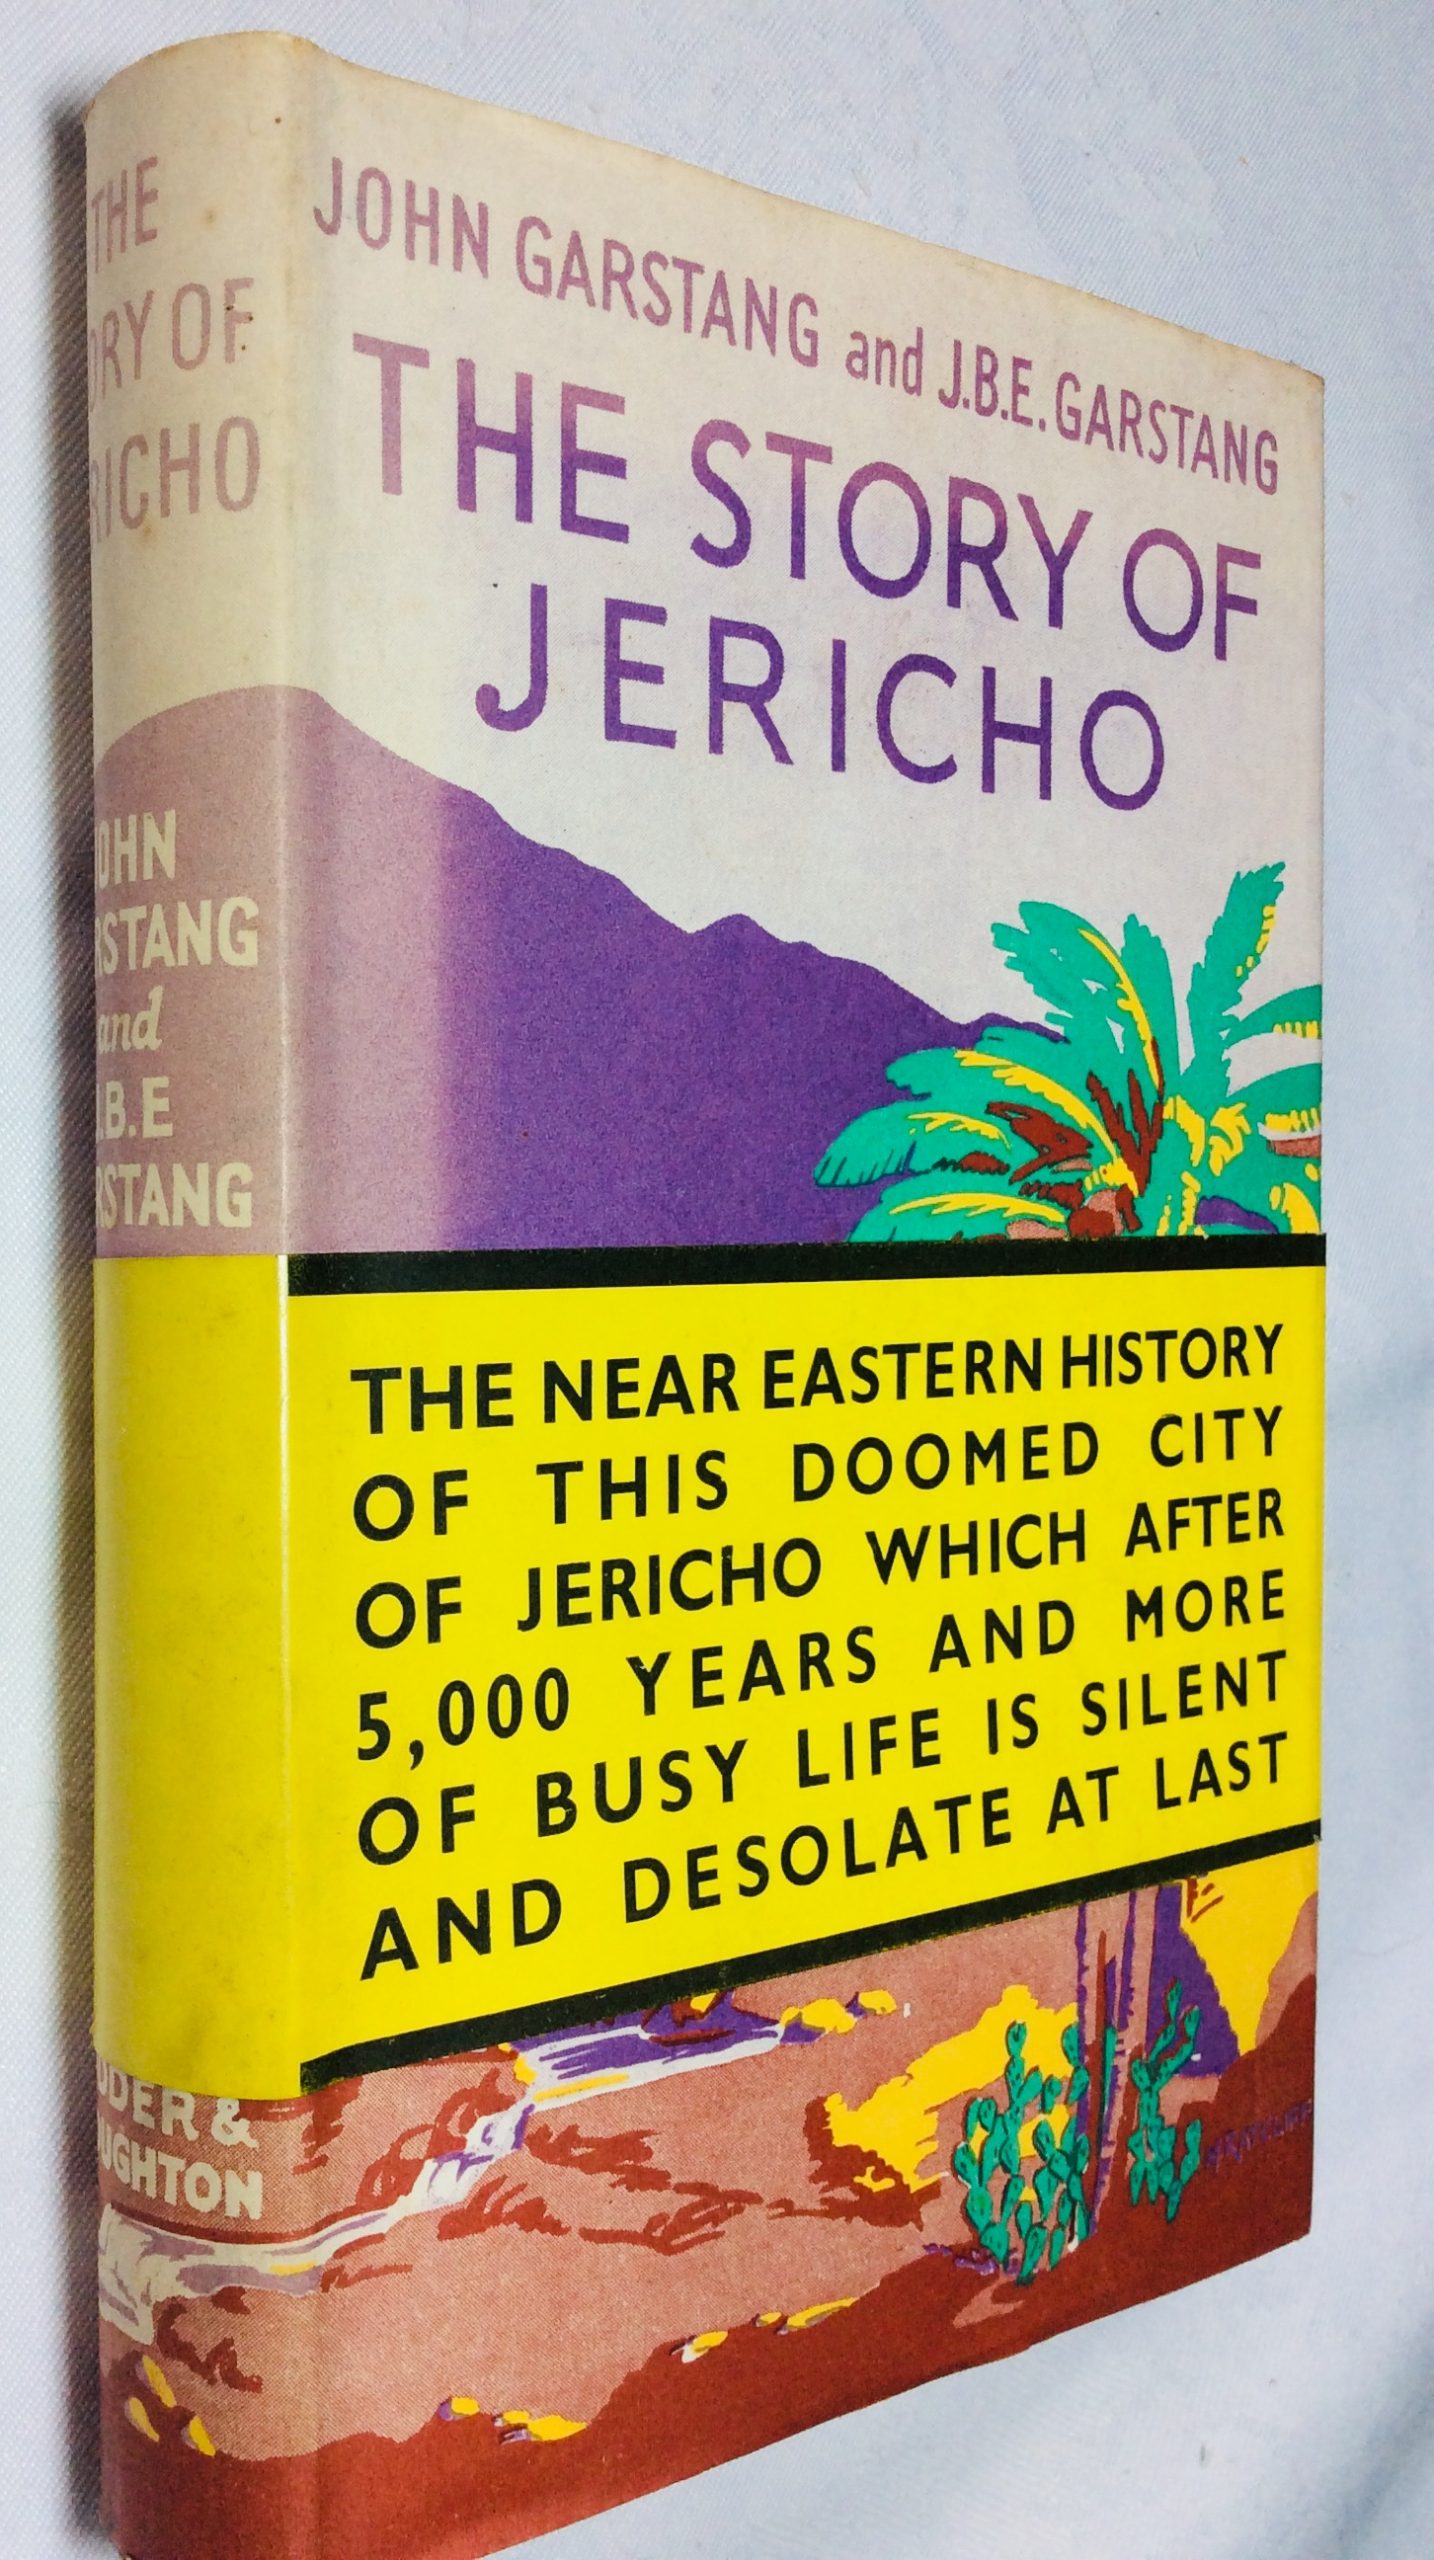 THE
ORY OF
RICHO
OHN
RSTANG
and
.B.E
RSTANG
UDER &
UGHTON
JOHN GARSTANG and J.B.E. GARSTANG
THE STORY OF
JERICHO
THE NEAR EASTERN HISTORY
OF THIS DOOMED CITY
OF JERICHO WHICH AFTER
5,000 YEARS AND MORE
OF BUSY LIFE IS SILENT
AND DESOLATE AT LAST